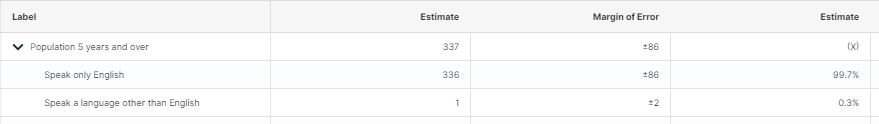 Label Estimate Margin of Error Estimate
Population 5 years and over 337 ±86 (X)
Speak only English 336 ±86 99.7%
Speak a language other than English 1 ±2 0.3%